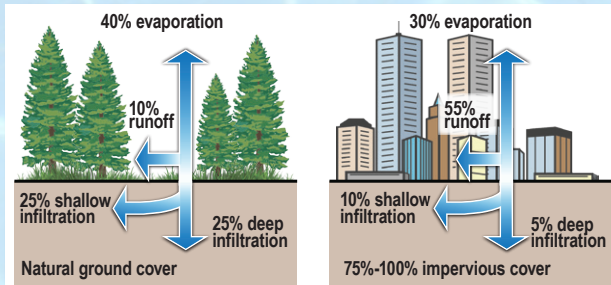 40% evaporation
10%
runoff
25% shallow
infiltration
25% deep
infiltration
Natural ground cover
30% evaporation
55%
runoff
10% shallow
infiltration
5% deep
infiltration
75%-100% impervious cover